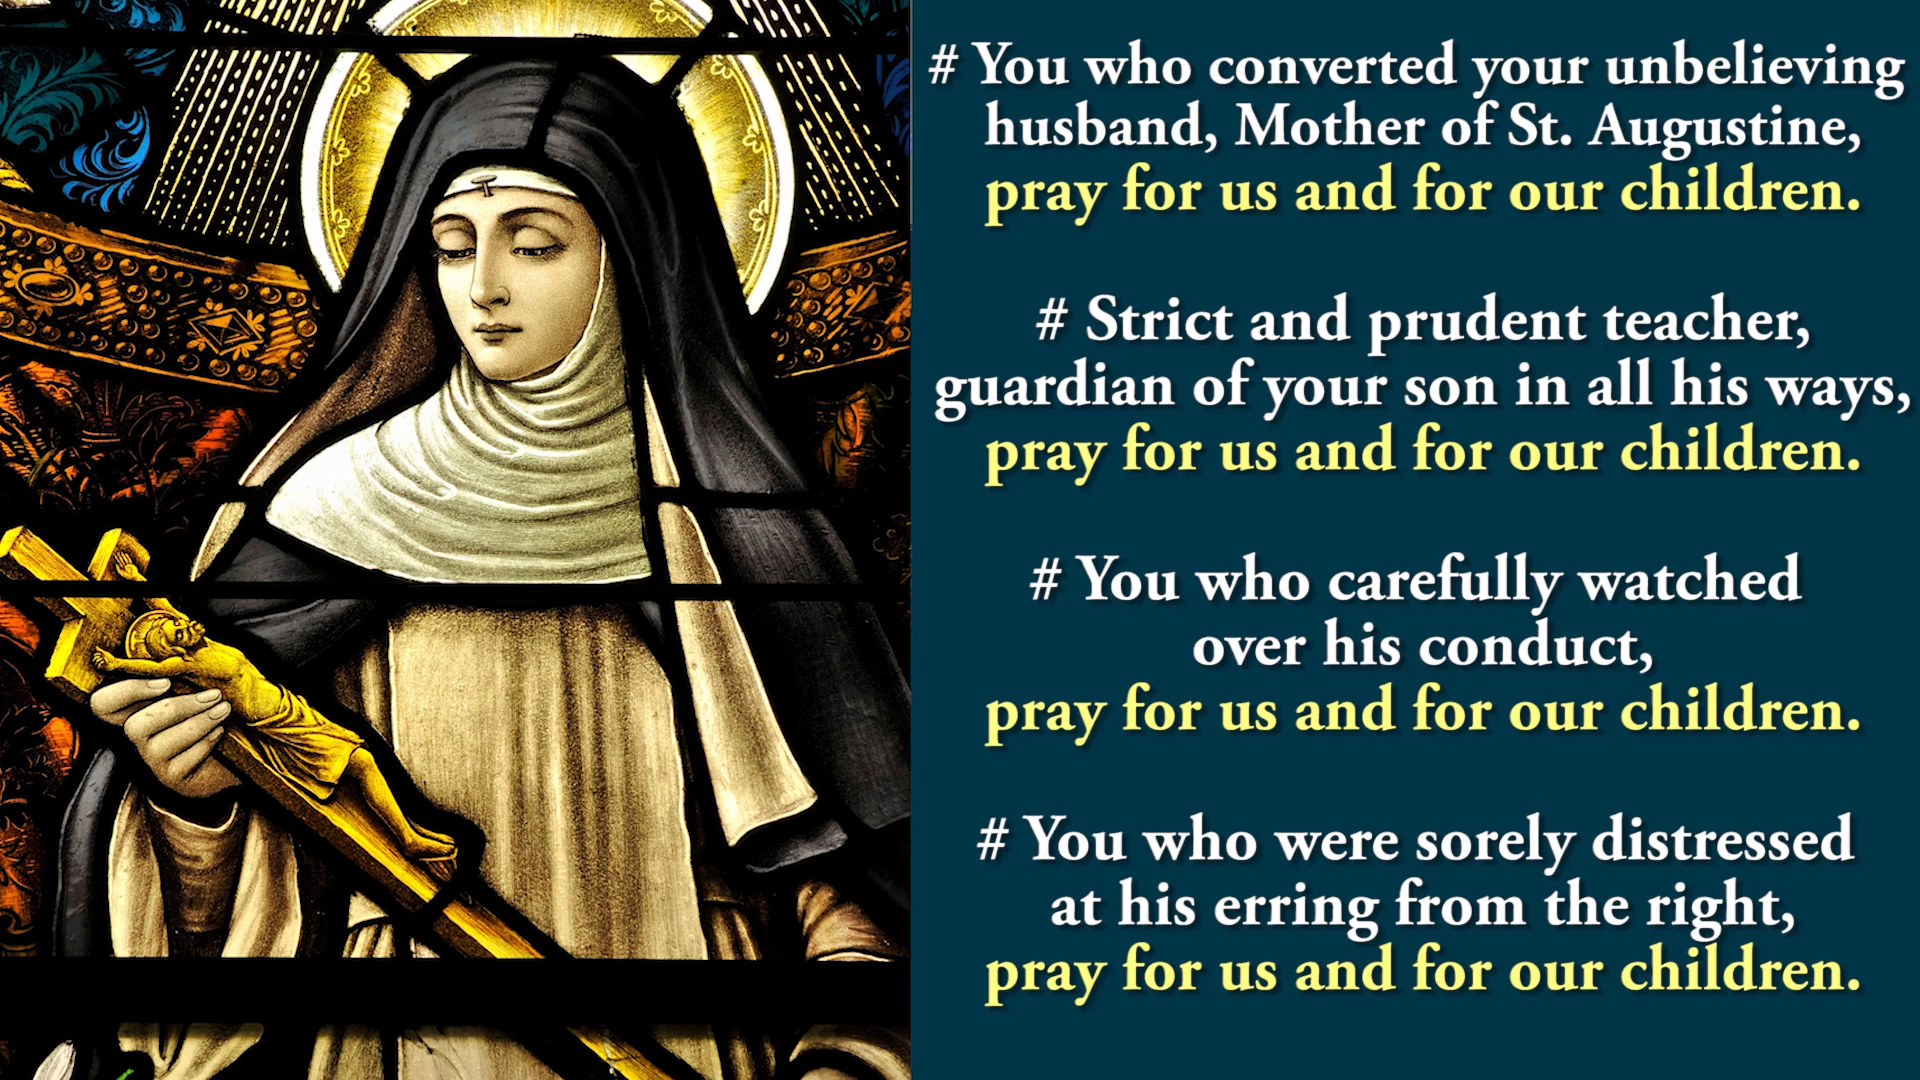 # You who converted your unbelieving
husband, Mother of St. Augustine,
pray for us and for our children.
# Strict and prudent teacher,
guardian of your son in all his ways,
pray for us and for our children.
# You who carefully watched
over his conduct,
pray for us and for our children.
# You who were sorely distressed
at his erring from the right,
pray for us and for our children.